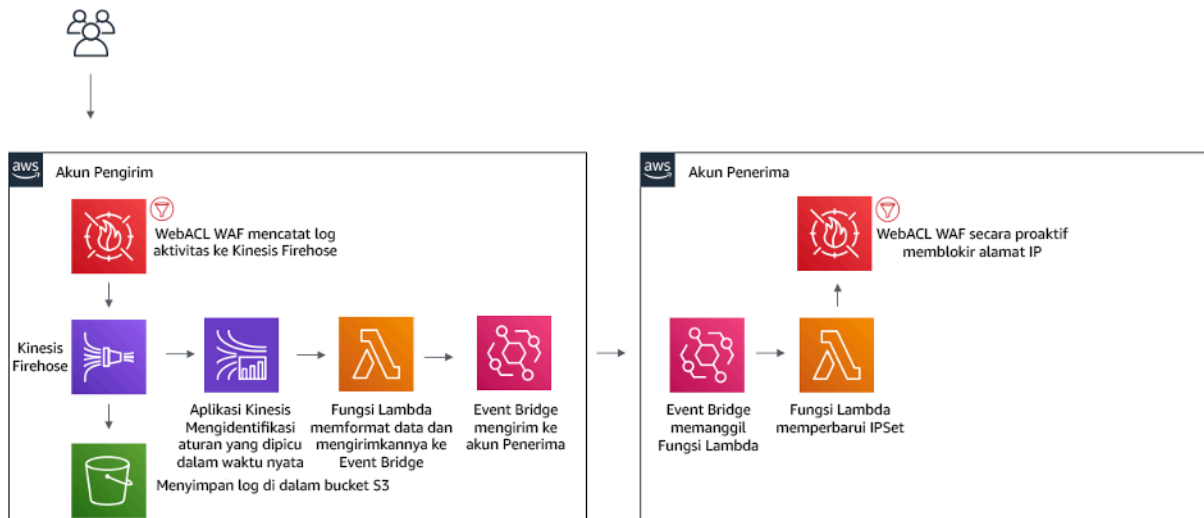 aws
Akun Pengirim
WebACL WAF mencatat log
aktivitas ke Kinesis Firehose
Kinesis
Firehose
Aplikasi Kinesis
Mengidentifikasi
aturan yang dipicu
dalam waktu nyata
Fungsi Lambda
memformat data dan
mengirimkannya ke
Event Bridge
Event Bridge
mengirim ke
akun Penerima
Menyimpan log di dalam bucket S3
aws
Akun Penerima
WebACL WAF secara proaktif
memblokir alamat IP
Event Bridge
memanggil
Fungsi Lambda
Fungsi Lambda
memperbarui IPSet